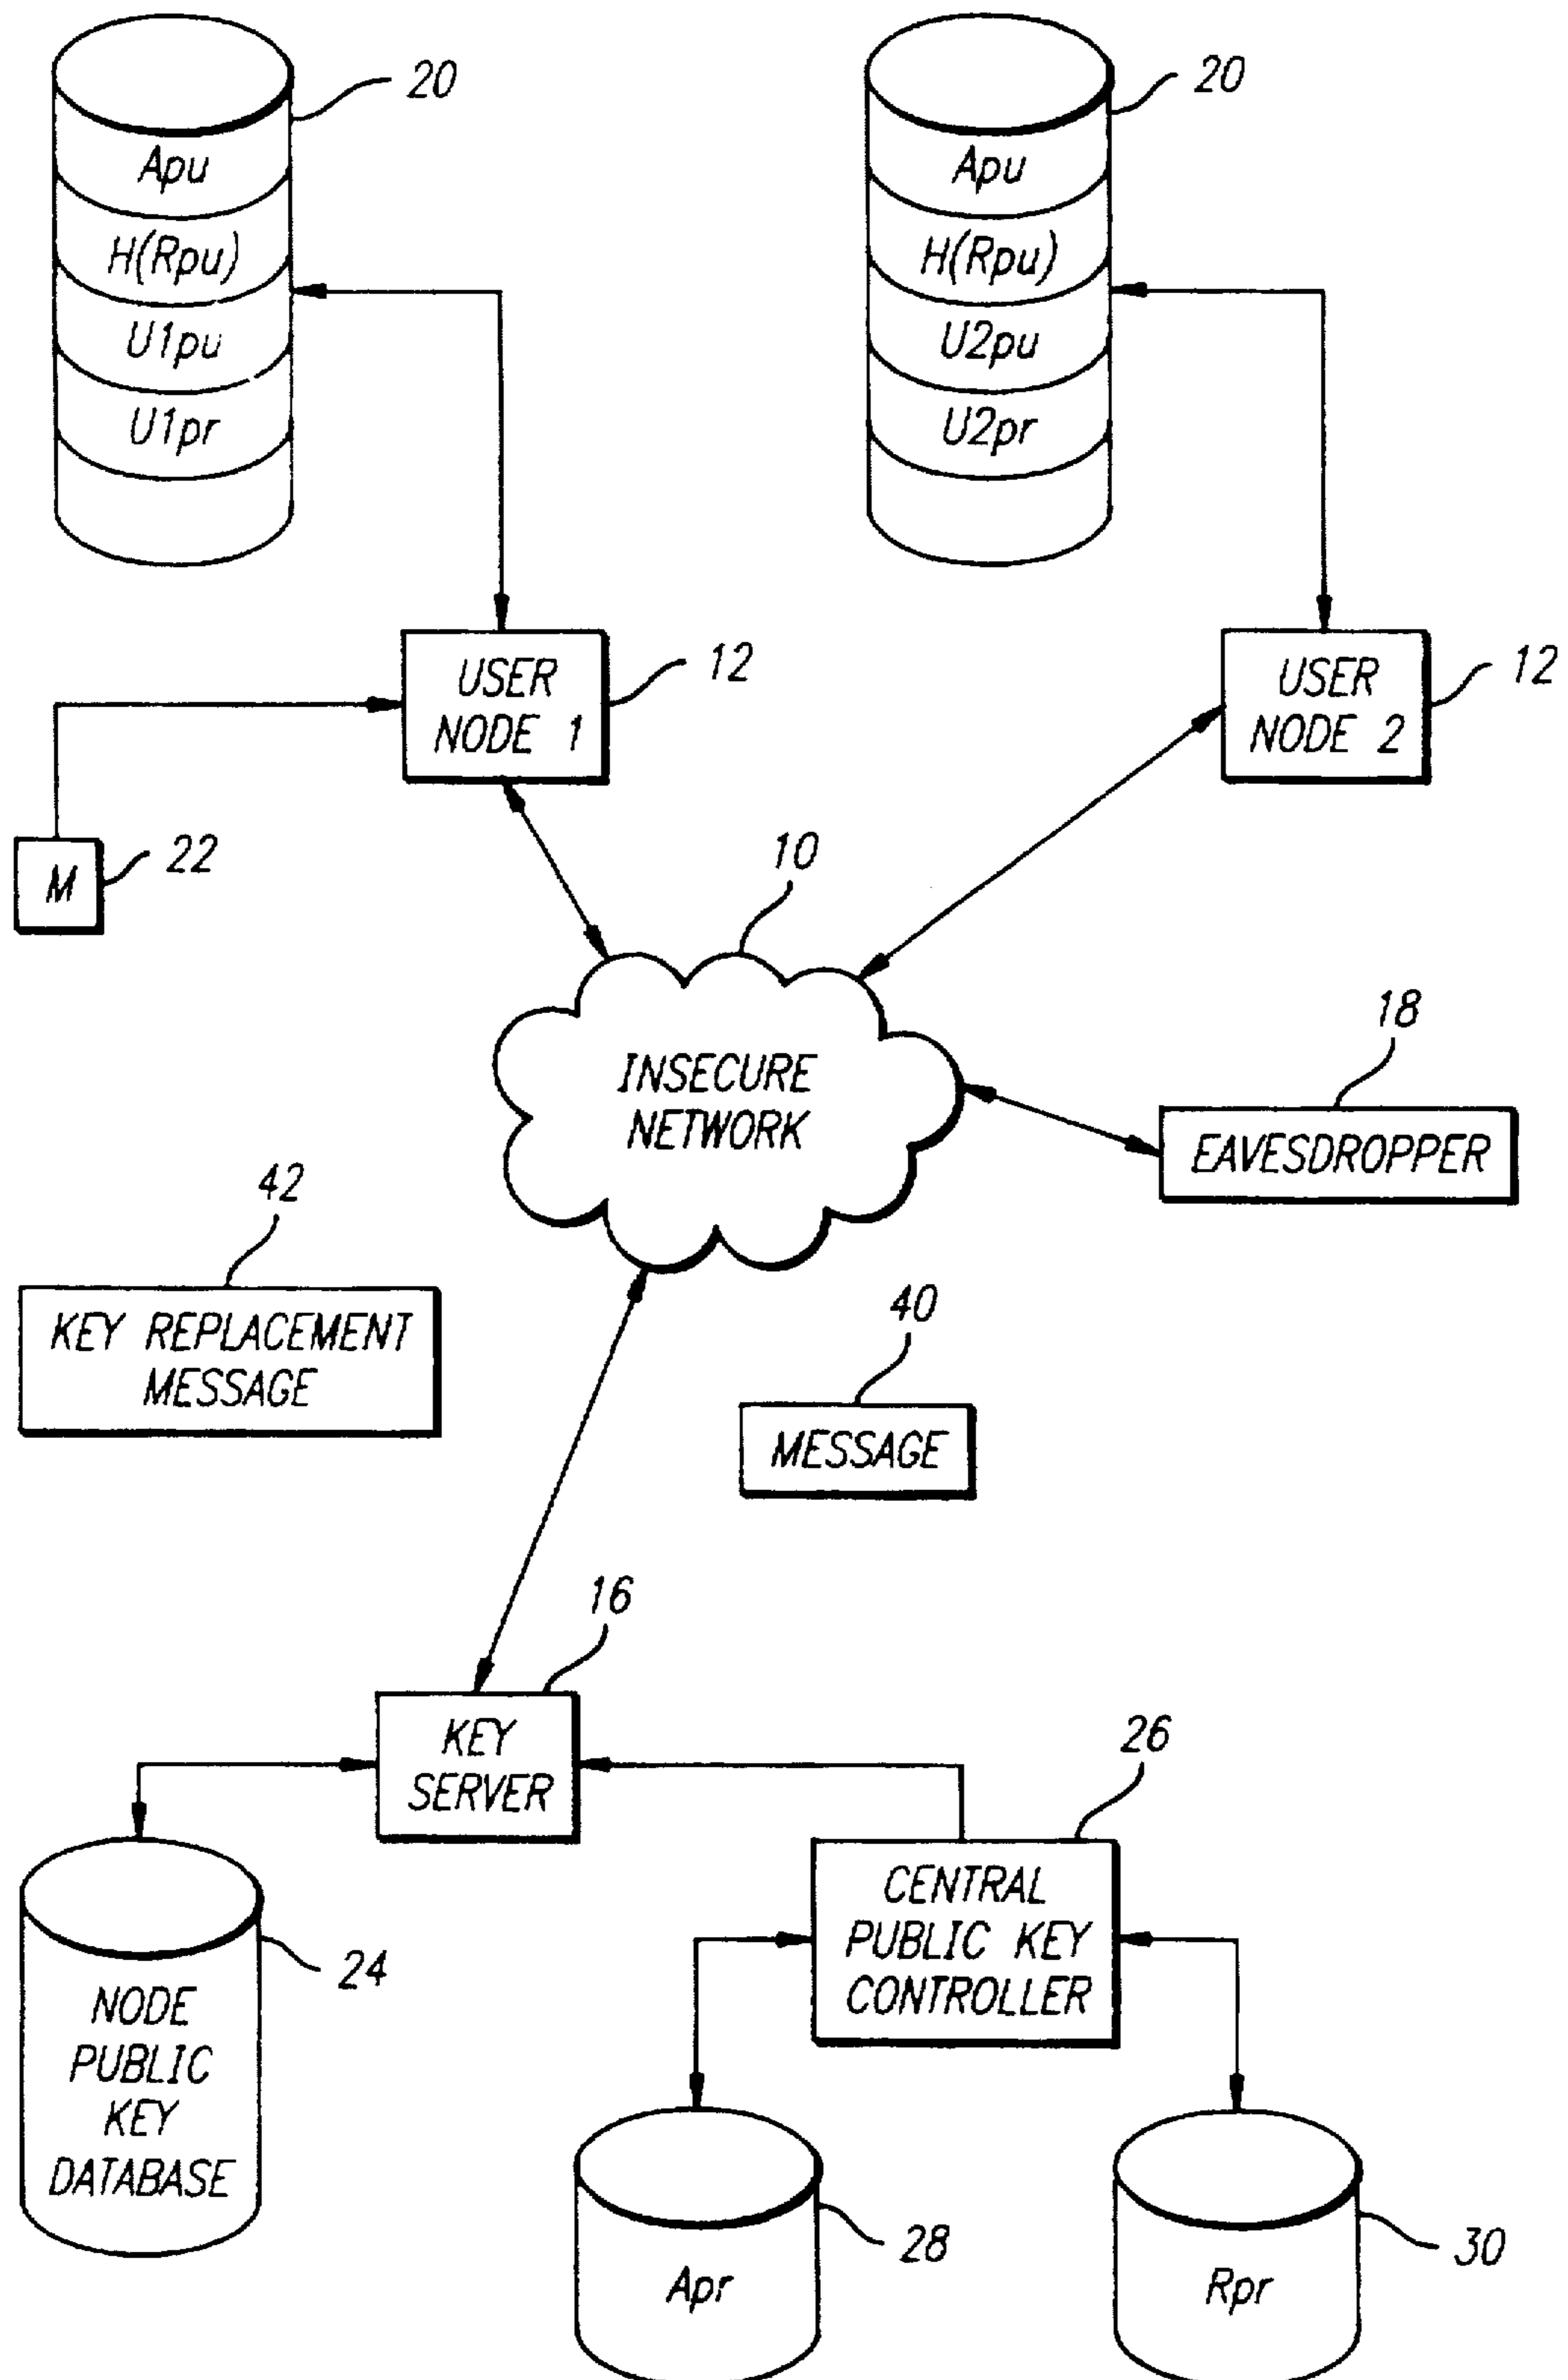 20
20
Apu
H(Rpu)
U1pu
U1pr
Apu
H(Rpu)
U2pu
U2pr
USER
NODE 1
12
USER
NODE 2
12
M
22
10
INSECURE
NETWORK
18
EAVESDROPPER
42
KEY REPLACEMENT
MESSAGE
40
MESSAGE
16
KEY
SERVER
26
CENTRAL
PUBLIC KEY
CONTROLLER
24
NODE
PUBLIC
KEY
DATABASE
28
Apr
30
Rpr